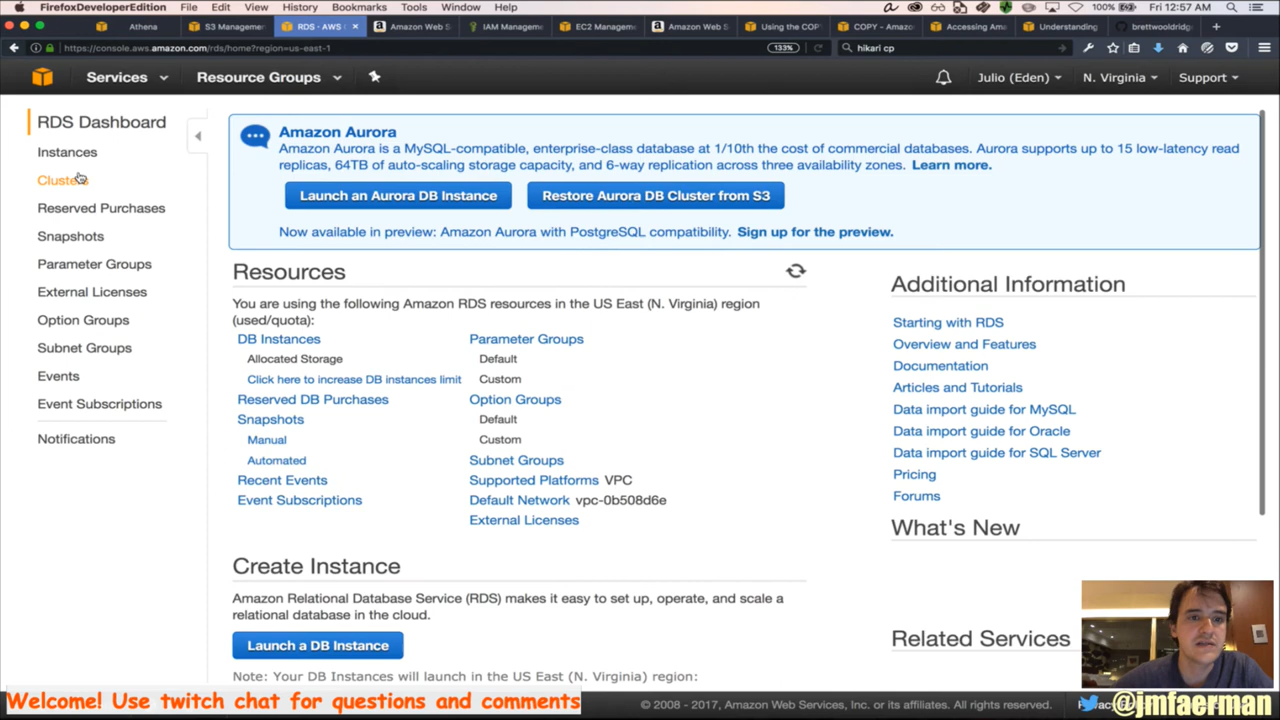 FirefoxDeveloperEdition File Edit View History Bookmarks Tools Window Help 100% Fri 12:57 AM
Athena S3 Manageme RDS · AWS Amazon Web S IAM Managem EC2 Managem Amazon Web S Using the COP COPY – Amazo Accessing Ama Understanding brettwooldridge
https://console.aws.amazon.com/rds/home?region=us-east-1 133% hikari cp
Services Resource Groups Julio (Eden) N. Virginia Support
RDS Dashboard
Instances
Clusters
Reserved Purchases
Snapshots
Parameter Groups
External Licenses
Option Groups
Subnet Groups
Events
Event Subscriptions
Notifications
Amazon Aurora
Amazon Aurora is a MySQL-compatible, enterprise-class database at 1/10th the cost of commercial databases. Aurora supports up to 15 low-latency read
replicas, 64TB of auto-scaling storage capacity, and 6-way replication across three availability zones. Learn more.
Launch an Aurora DB Instance Restore Aurora DB Cluster from S3
Now available in preview: Amazon Aurora with PostgreSQL compatibility. Sign up for the preview.
Resources
You are using the following Amazon RDS resources in the US East (N. Virginia) region
(used/quota):
DB Instances
Allocated Storage
Click here to increase DB instances limit
Reserved DB Purchases
Snapshots
Manual
Automated
Recent Events
Event Subscriptions
Parameter Groups
Default
Custom
Option Groups
Default
Custom
Subnet Groups
Supported Platforms VPC
Default Network vpc-0b508d6e
External Licenses
Create Instance
Amazon Relational Database Service (RDS) makes it easy to set up, operate, and scale a
relational database in the cloud.
Launch a DB Instance
Note: Your DB Instances will launch in the US East (N. Virginia) region:
Additional Information
Starting with RDS
Overview and Features
Documentation
Articles and Tutorials
Data import guide for MySQL
Data import guide for Oracle
Data import guide for SQL Server
Pricing
Forums
What's New
Related Services
Welcome! Use twitch chat for questions and comments
© 2008 - 2017, Amazon Web Services, Inc. or its affiliates. All rights reserved.
@jmfaerman